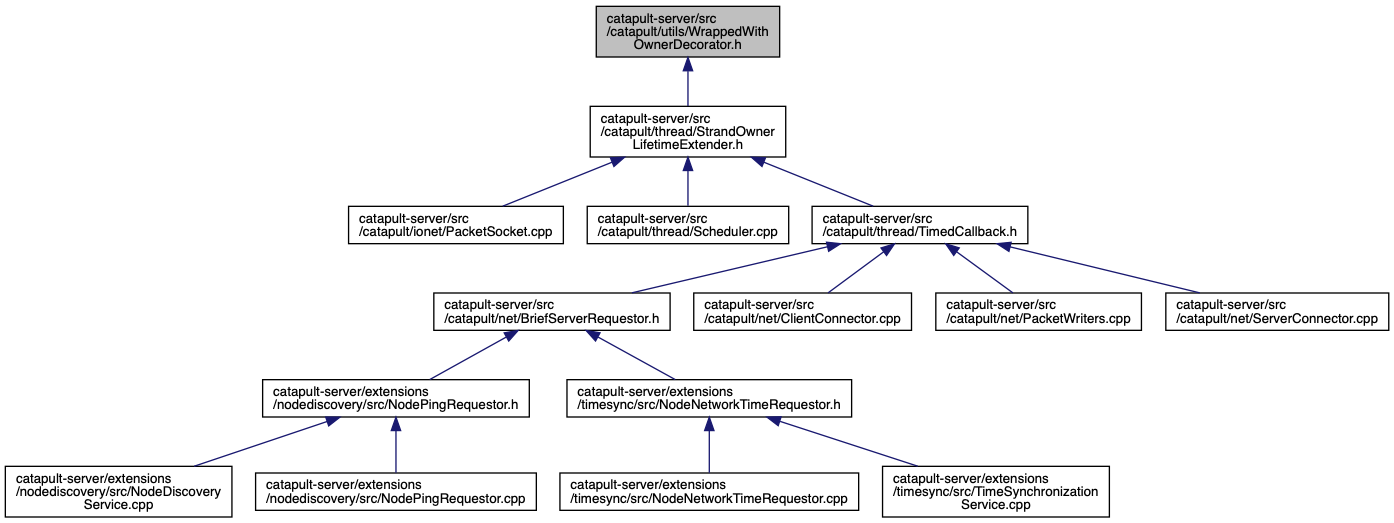 catapult-server/src
/catapult/utils/WrappedWith
OwnerDecorator.h
catapult-server/src
/catapult/thread/StrandOwner
LifetimeExtender.h
catapult-server/src
/catapult/ionet/PacketSocket.cpp
catapult-server/src
/catapult/thread/Scheduler.cpp
catapult-server/src
/catapult/thread/TimedCallback.h
catapult-server/src
/catapult/net/BriefServerRequestor.h
catapult-server/src
/catapult/net/ClientConnector.cpp
catapult-server/src
/catapult/net/PacketWriters.cpp
catapult-server/src
/catapult/net/ServerConnector.cpp
catapult-server/extensions
/nodediscovery/src/NodePingRequestor.h
catapult-server/extensions
/timesync/src/NodeNetworkTimeRequestor.h
catapult-server/extensions
/nodediscovery/src/NodeDiscovery
Service.cpp
catapult-server/extensions
/nodediscovery/src/NodePingRequestor.cpp
catapult-server/extensions
/timesync/src/NodeNetworkTimeRequestor.cpp
catapult-server/extensions
/timesync/src/TimeSynchronization
Service.cpp